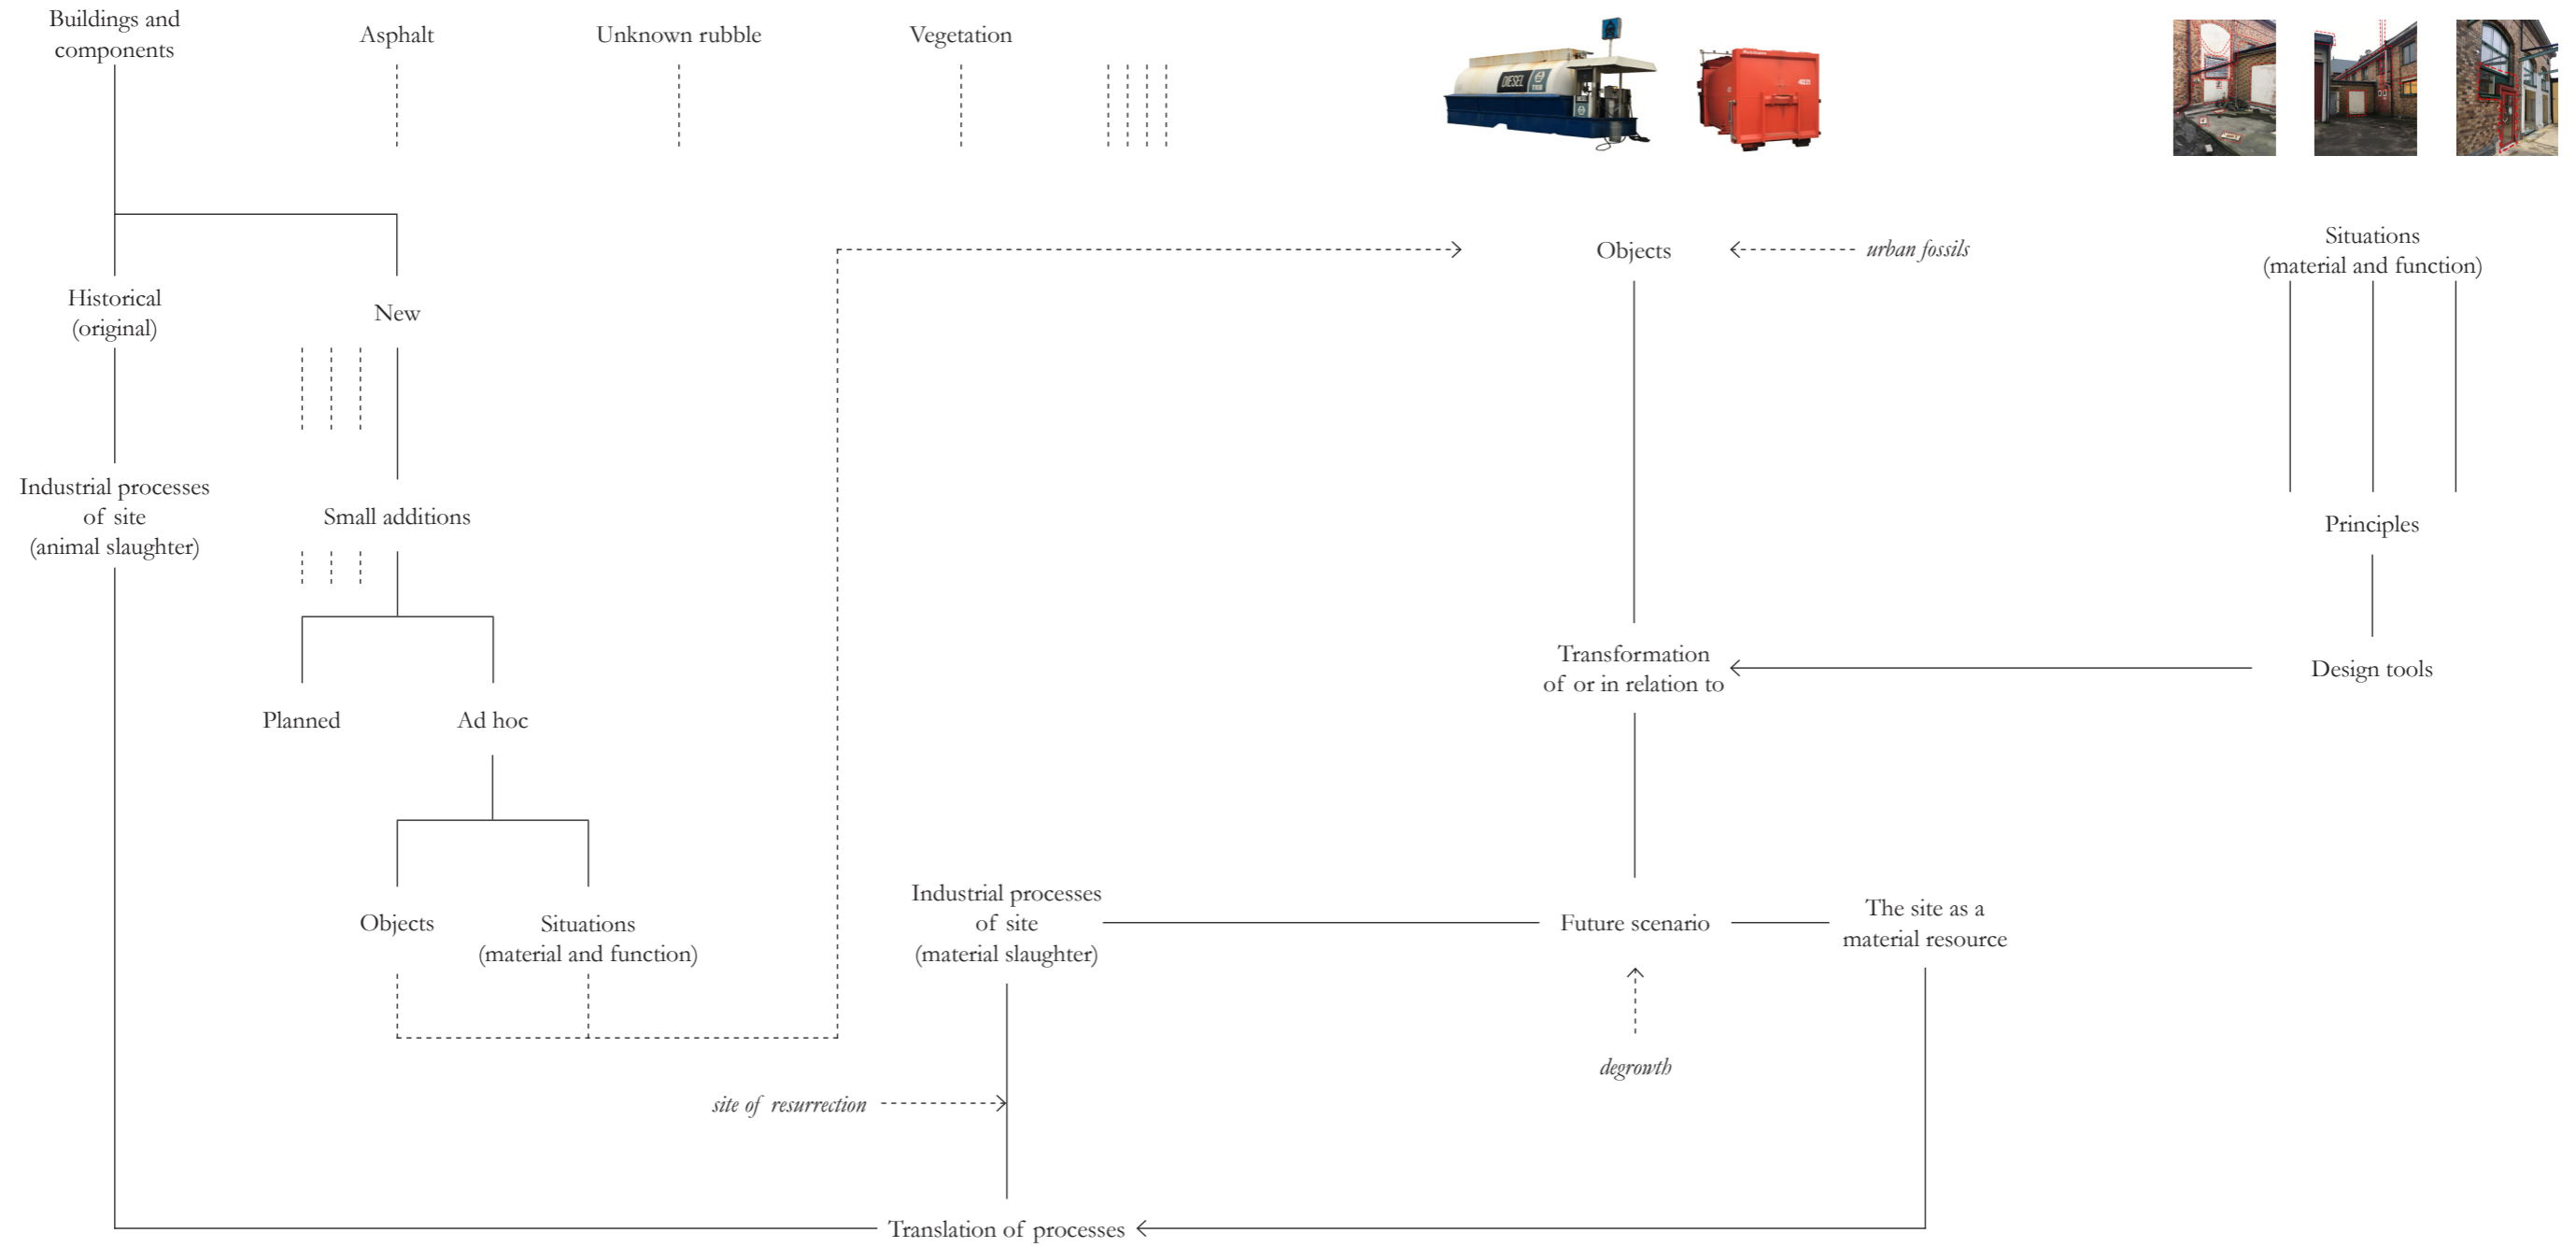 Buildings and
components
Asphalt
Unknown rubble
Vegetation
DIESEL
Objects
urban fossils
Situations
(material and function)
Historical
(original)
New
Industrial processes
of site
(animal slaughter)
Small additions
Principles
Transformation
of or in relation to
Design tools
Planned
Ad hoc
Objects
Situations
(material and function)
Industrial processes
of site
(material slaughter)
Future scenario
The site as a
material resource
degrowth
site of resurrection
Translation of processes